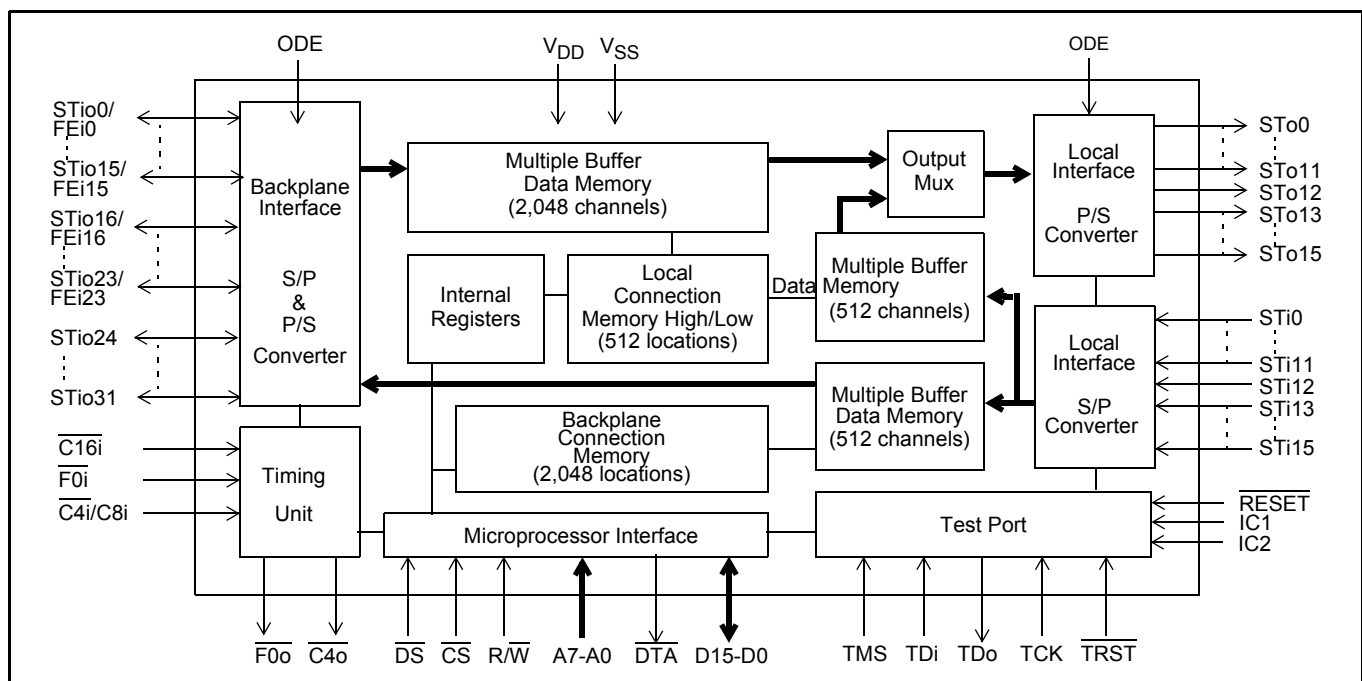 ODE
VDD
VSS
ODE
STio0/
FEi0
STio15/
FEi15
STio16/
FEi16
STio23/
FEi23
STio24
STio31
Backplane
Interface
S/P
&
P/S
Converter
Multiple Buffer
Data Memory
(2,048 channels)
Output
Mux
Local
Interface
P/S
Converter
STo0
STo11
STo12
STo13
STo15
Internal
Registers
Local
Connection
Memory High/Low
(512 locations)
Multiple Buffer
Data Memory
(512 channels)
Local
Interface
S/P
Converter
STi0
STi11
STi12
STi13
STi15
Multiple Buffer
Data Memory
(512 channels)
Backplane
Connection
Memory
(2,048 locations)
C16i
F0i
C4i/C8i
Timing
Unit
Microprocessor Interface
Test Port
RESET
IC1
IC2
F0o
C4o
DS
CS
R/W
A7-A0
DTA
D15-D0
TMS
TDi
TDo
TCK
TRST